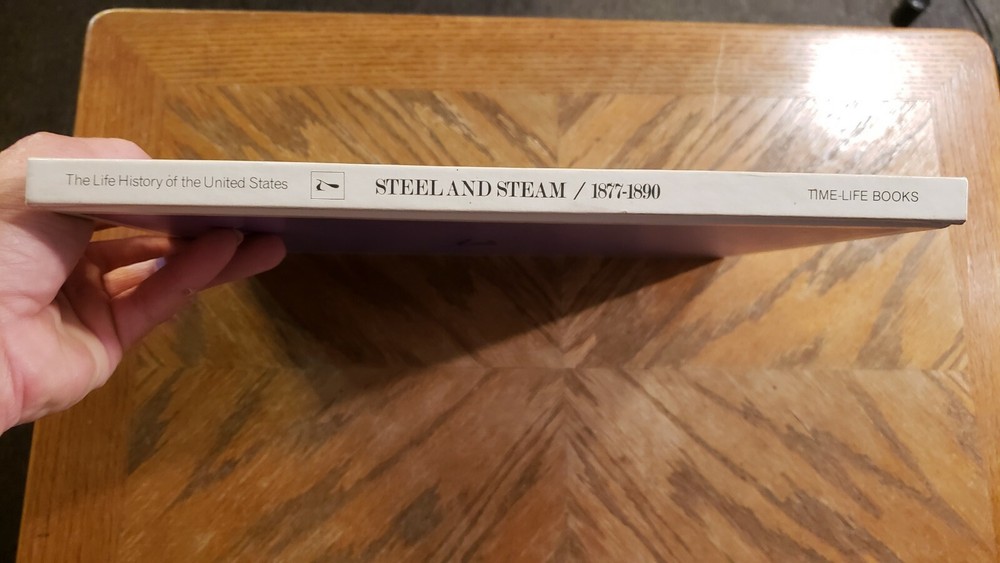 The Life History of the United States 7 STEEL AND STEAM / 1877-1890 TIME-LIFE BOOKS